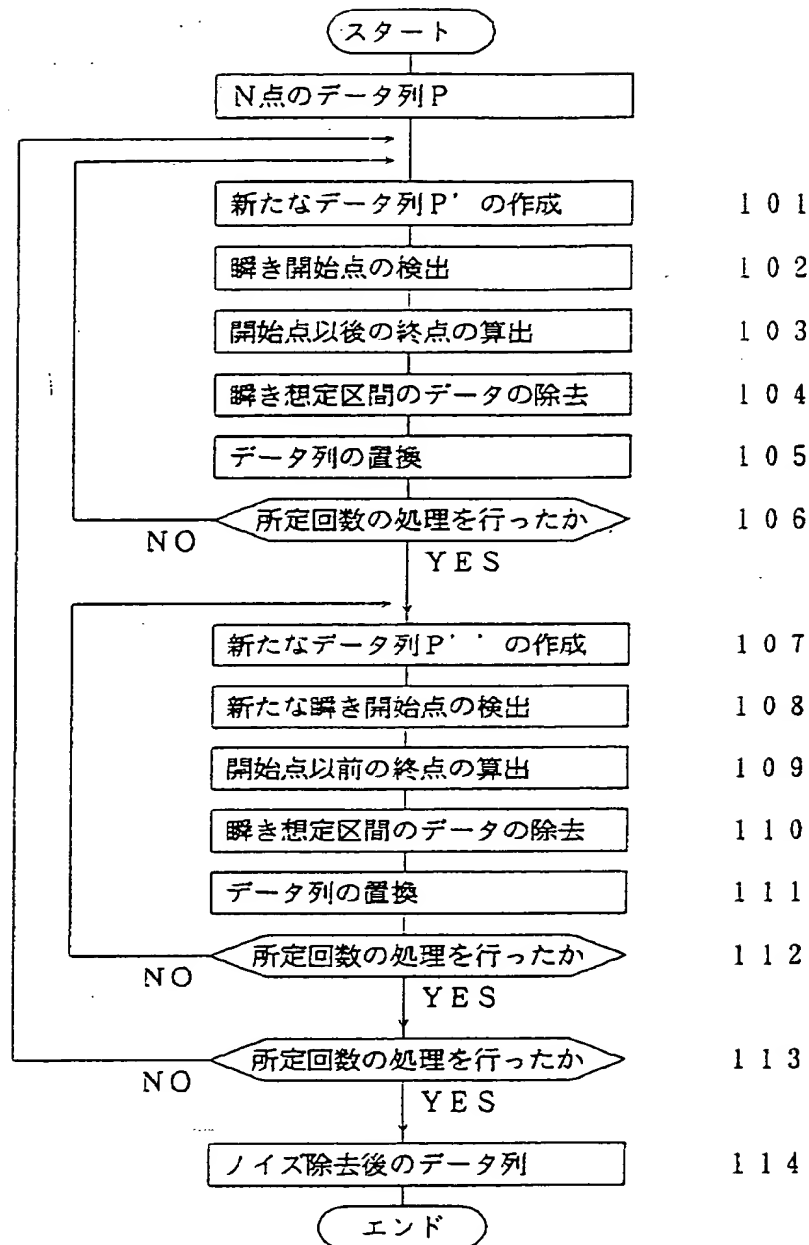 スタート
N点のデータ列P
新たなデータ列P'の作成 101
瞬き開始点の検出 102
開始点以後の終点の算出 103
瞬き想定区間のデータの除去 104
データ列の置換 105
所定回数の処理を行ったか 106
NO
YES
新たなデータ列P''の作成 107
新たな瞬き開始点の検出 108
開始点以前の終点の算出 109
瞬き想定区間のデータの除去 110
データ列の置換 111
所定回数の処理を行ったか 112
NO
YES
所定回数の処理を行ったか 113
NO
YES
ノイズ除去後のデータ列 114
エンド